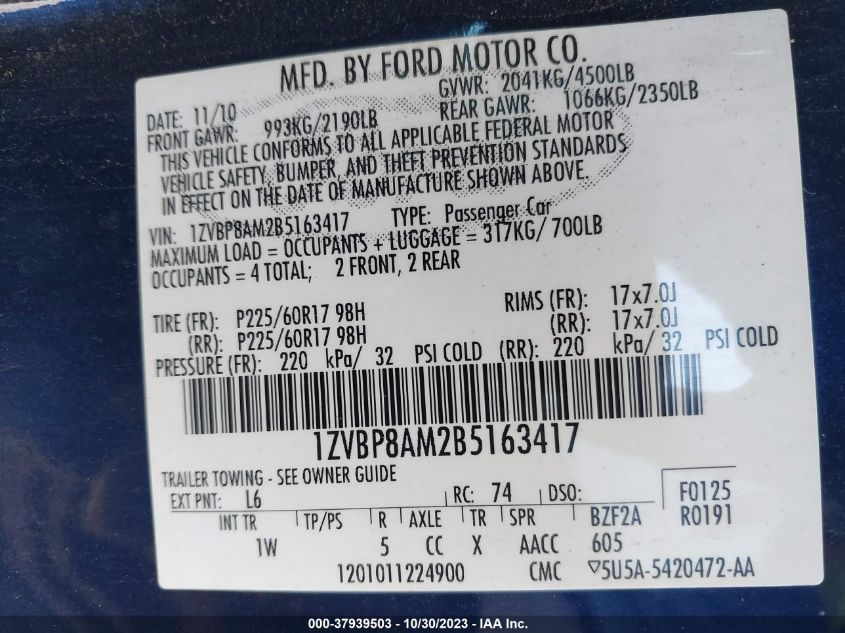 MFD. BY FORD MOTOR CO.
DATE: 11/10 GVWR: 2041KG/4500LB
FRONT GAWR: 993KG/2190LB REAR GAWR: 1066KG/2350LB
THIS VEHICLE CONFORMS TO ALL APPLICABLE FEDERAL MOTOR
VEHICLE SAFETY, BUMPER, AND THEFT PREVENTION STANDARDS
IN EFFECT ON THE DATE OF MANUFACTURE SHOWN ABOVE.
VIN: 1ZVBP8AM2B5163417 TYPE: Passenger Car
MAXIMUM LOAD = OCCUPANTS + LUGGAGE = 317KG/ 700LB
OCCUPANTS = 4 TOTAL; 2 FRONT, 2 REAR
TIRE (FR): P225/60R17 98H RIMS (FR): 17x7.0J
(RR): P225/60R17 98H (RR): 17x7.0J
PRESSURE (FR): 220 kPa/ 32 PSI COLD (RR): 220 kPa/ 32 PSI COLD
1ZVBP8AM2B5163417
TRAILER TOWING - SEE OWNER GUIDE
EXT PNT: L6 RC: 74 DSO: F0125
INT TR TP/PS R AXLE TR SPR BZF2A R0191
1W 5 CC X AACC 605
1201011224900 CMC ▽5U5A-5420472-AA
000-37939503 - 10/30/2023 - IAA Inc.